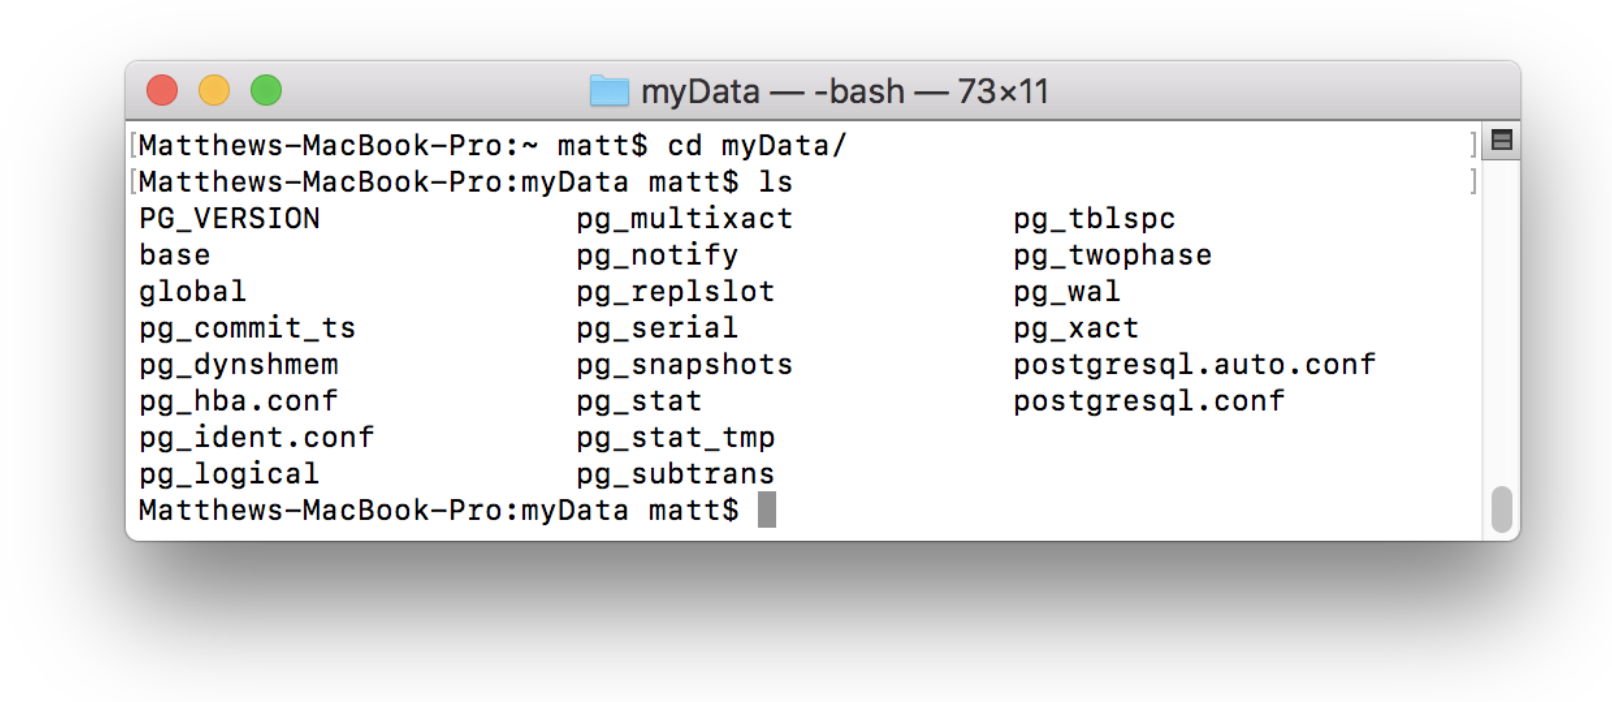 myData — -bash — 73×11
[Matthews-MacBook-Pro:~ matt$ cd myData/ ]
[Matthews-MacBook-Pro:myData matt$ ls ]
PG_VERSION pg_multixact pg_tblspc
base pg_notify pg_twophase
global pg_replslot pg_wal
pg_commit_ts pg_serial pg_xact
pg_dynshmem pg_snapshots postgresql.auto.conf
pg_hba.conf pg_stat postgresql.conf
pg_ident.conf pg_stat_tmp
pg_logical pg_subtrans
Matthews-MacBook-Pro:myData matt$